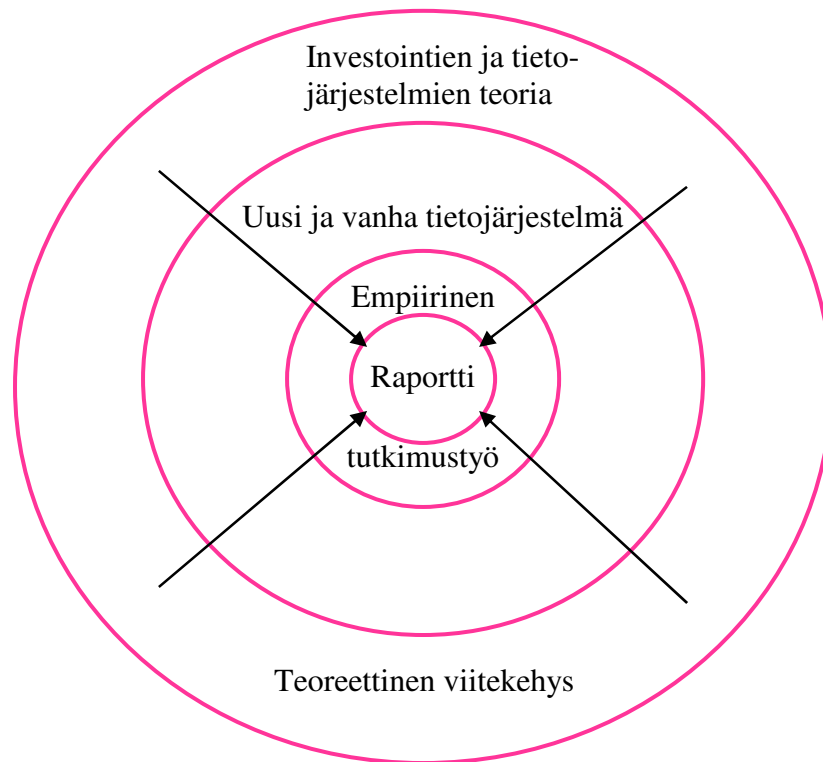 Investointien ja tieto-
järjestelmien teoria
Uusi ja vanha tietojärjestelmä
Empiirinen
Raportti
tutkimustyö
Teoreettinen viitekehys